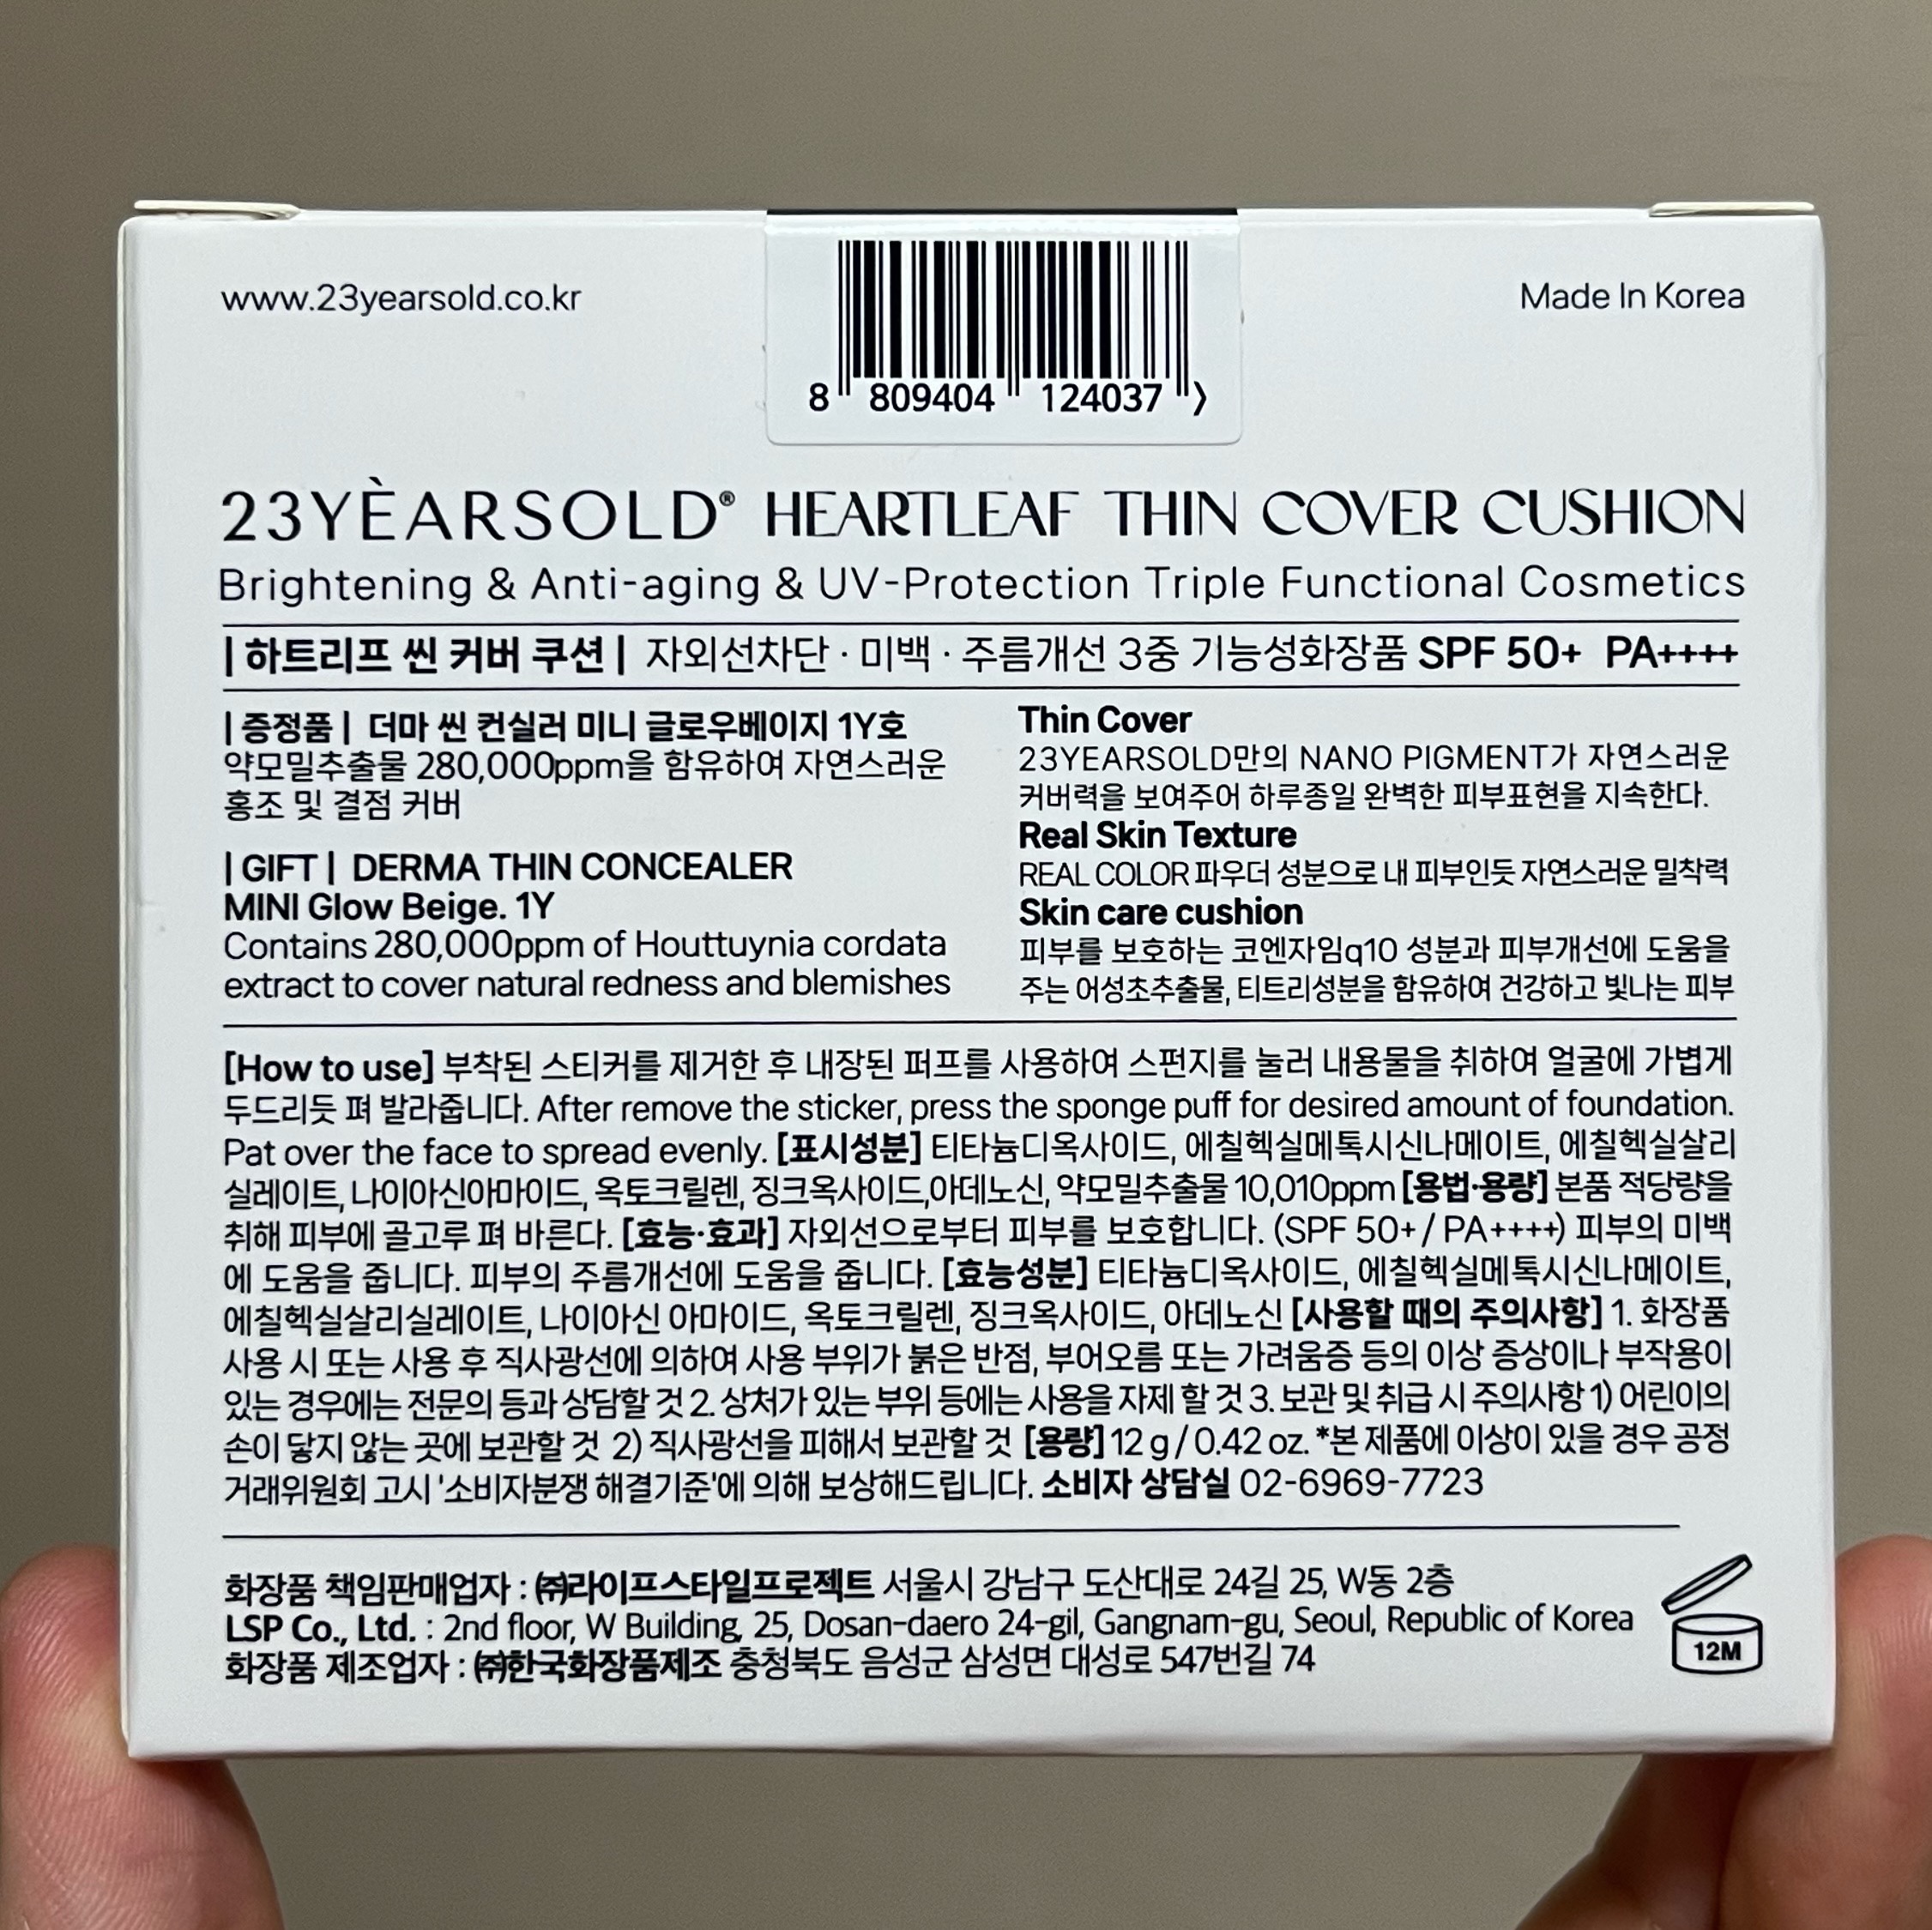 www.23yearsold.co.kr
Made In Korea
8 809404 124037 >
23YÈARSOLD® HEARTLEAF THIN COVER CUSHION
Brightening & Anti-aging & UV-Protection Triple Functional Cosmetics
| 하트리프 씬 커버 쿠션 | 자외선차단 · 미백 · 주름개선 3중 기능성화장품 SPF 50+ PA++++
| 증정품 | 더마 씬 컨실러 미니 글로우베이지 1Y호
약모밀추출물 280,000ppm을 함유하여 자연스러운
홍조 및 결점 커버
| GIFT | DERMA THIN CONCEALER
MINI Glow Beige. 1Y
Contains 280,000ppm of Houttuynia cordata
extract to cover natural redness and blemishes
Thin Cover
23YEARSOLD만의 NANO PIGMENT가 자연스러운
커버력을 보여주어 하루종일 완벽한 피부표현을 지속한다.
Real Skin Texture
REAL COLOR 파우더 성분으로 내 피부인듯 자연스러운 밀착력
Skin care cushion
피부를 보호하는 코엔자임q10 성분과 피부개선에 도움을
주는 어성초추출물, 티트리성분을 함유하여 건강하고 빛나는 피부
[How to use] 부착된 스티커를 제거한 후 내장된 퍼프를 사용하여 스펀지를 눌러 내용물을 취하여 얼굴에 가볍게
두드리듯 펴 발라줍니다. After remove the sticker, press the sponge puff for desired amount of foundation.
Pat over the face to spread evenly. [표시성분] 티타늄디옥사이드, 에칠헥실메톡시신나메이트, 에칠헥실살리
실레이트, 나이아신아마이드, 옥토크릴렌, 징크옥사이드,아데노신, 약모밀추출물 10,010ppm [용법·용량] 본품 적당량을
취해 피부에 골고루 펴 바른다. [효능·효과] 자외선으로부터 피부를 보호합니다. (SPF 50+ / PA++++) 피부의 미백
에 도움을 줍니다. 피부의 주름개선에 도움을 줍니다. [효능성분] 티타늄디옥사이드, 에칠헥실메톡시신나메이트,
에칠헥실살리실레이트, 나이아신 아마이드, 옥토크릴렌, 징크옥사이드, 아데노신 [사용할 때의 주의사항] 1. 화장품
사용 시 또는 사용 후 직사광선에 의하여 사용 부위가 붉은 반점, 부어오름 또는 가려움증 등의 이상 증상이나 부작용이
있는 경우에는 전문의 등과 상담할 것 2. 상처가 있는 부위 등에는 사용을 자제 할 것 3. 보관 및 취급 시 주의사항 1) 어린이의
손이 닿지 않는 곳에 보관할 것 2) 직사광선을 피해서 보관할 것 [용량] 12 g / 0.42 oz. *본 제품에 이상이 있을 경우 공정
거래위원회 고시 '소비자분쟁 해결기준'에 의해 보상해드립니다. 소비자 상담실 02-6969-7723
화장품 책임판매업자 : ㈜라이프스타일프로젝트 서울시 강남구 도산대로 24길 25, W동 2층
LSP Co., Ltd. : 2nd floor, W Building, 25, Dosan-daero 24-gil, Gangnam-gu, Seoul, Republic of Korea
화장품 제조업자 : ㈜한국화장품제조 충청북도 음성군 삼성면 대성로 547번길 74
12M